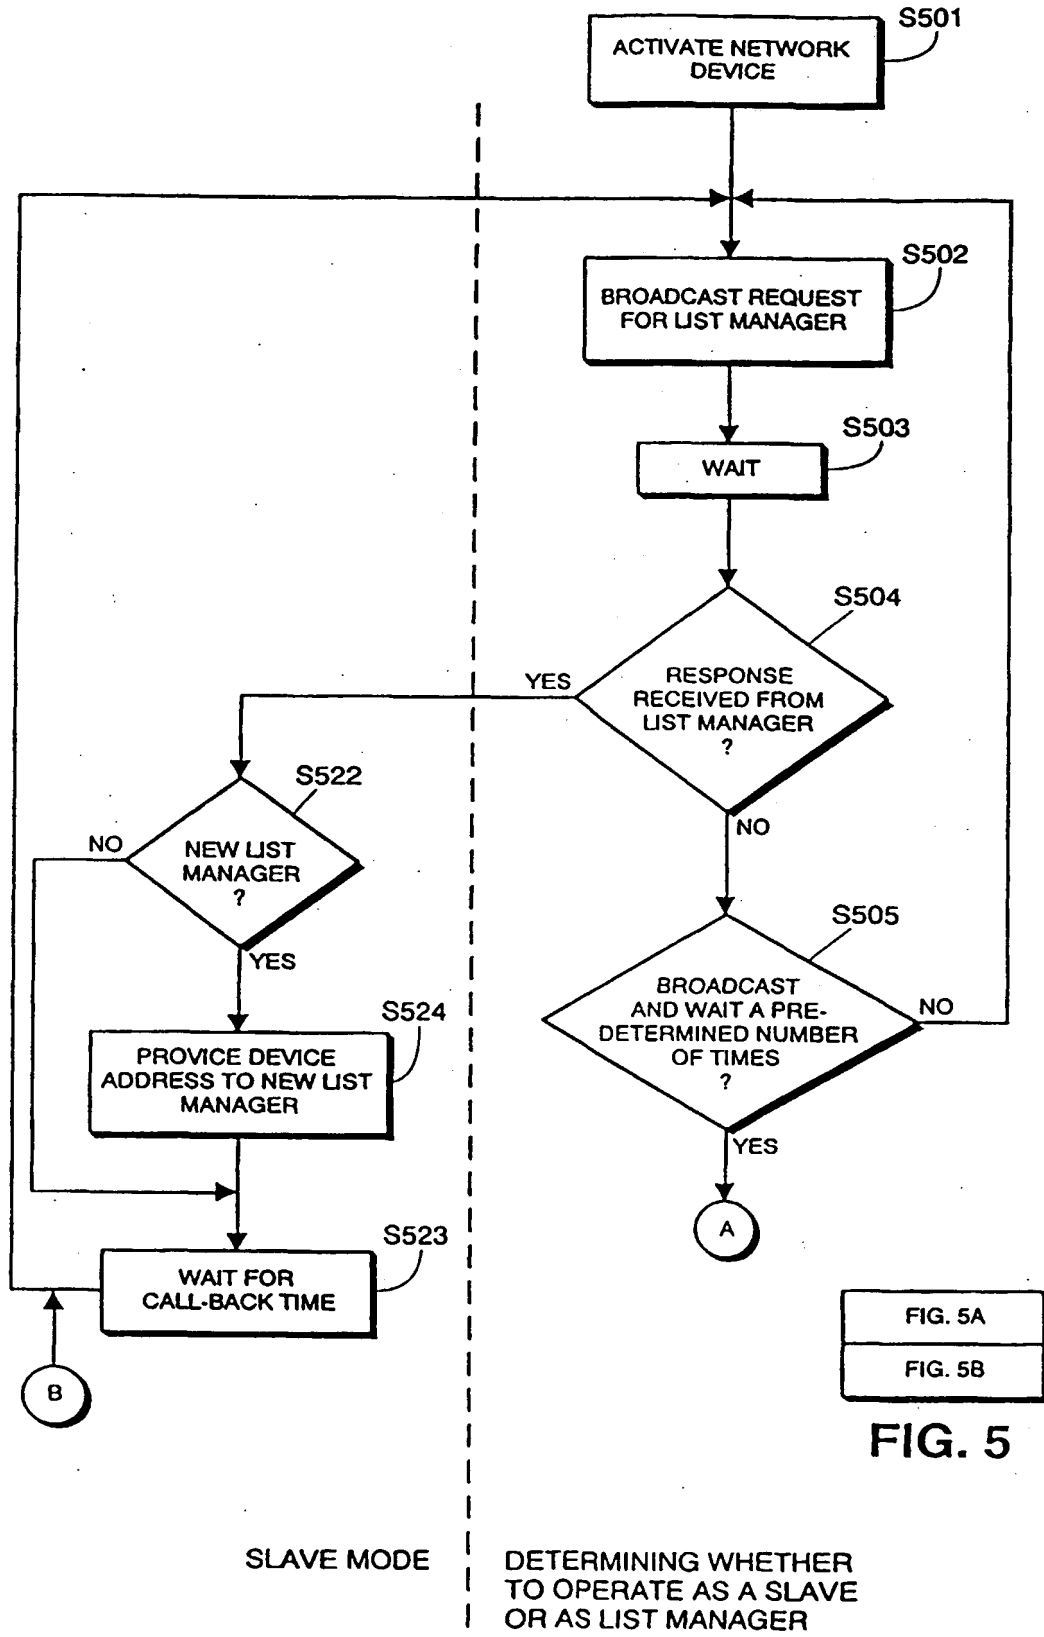 S501
ACTIVATE NETWORK
DEVICE
S502
BROADCAST REQUEST
FOR LIST MANAGER
S503
WAIT
S504
RESPONSE
RECEIVED FROM
LIST MANAGER
?
YES
NO
S522
NEW LIST
MANAGER
?
NO
YES
S505
BROADCAST
AND WAIT A PRE-
DETERMINED NUMBER
OF TIMES
?
NO
YES
S524
PROVICE DEVICE
ADDRESS TO NEW LIST
MANAGER
A
S523
WAIT FOR
CALL-BACK TIME
B
FIG. 5A
FIG. 5B
FIG. 5
SLAVE MODE
DETERMINING WHETHER
TO OPERATE AS A SLAVE
OR AS LIST MANAGER